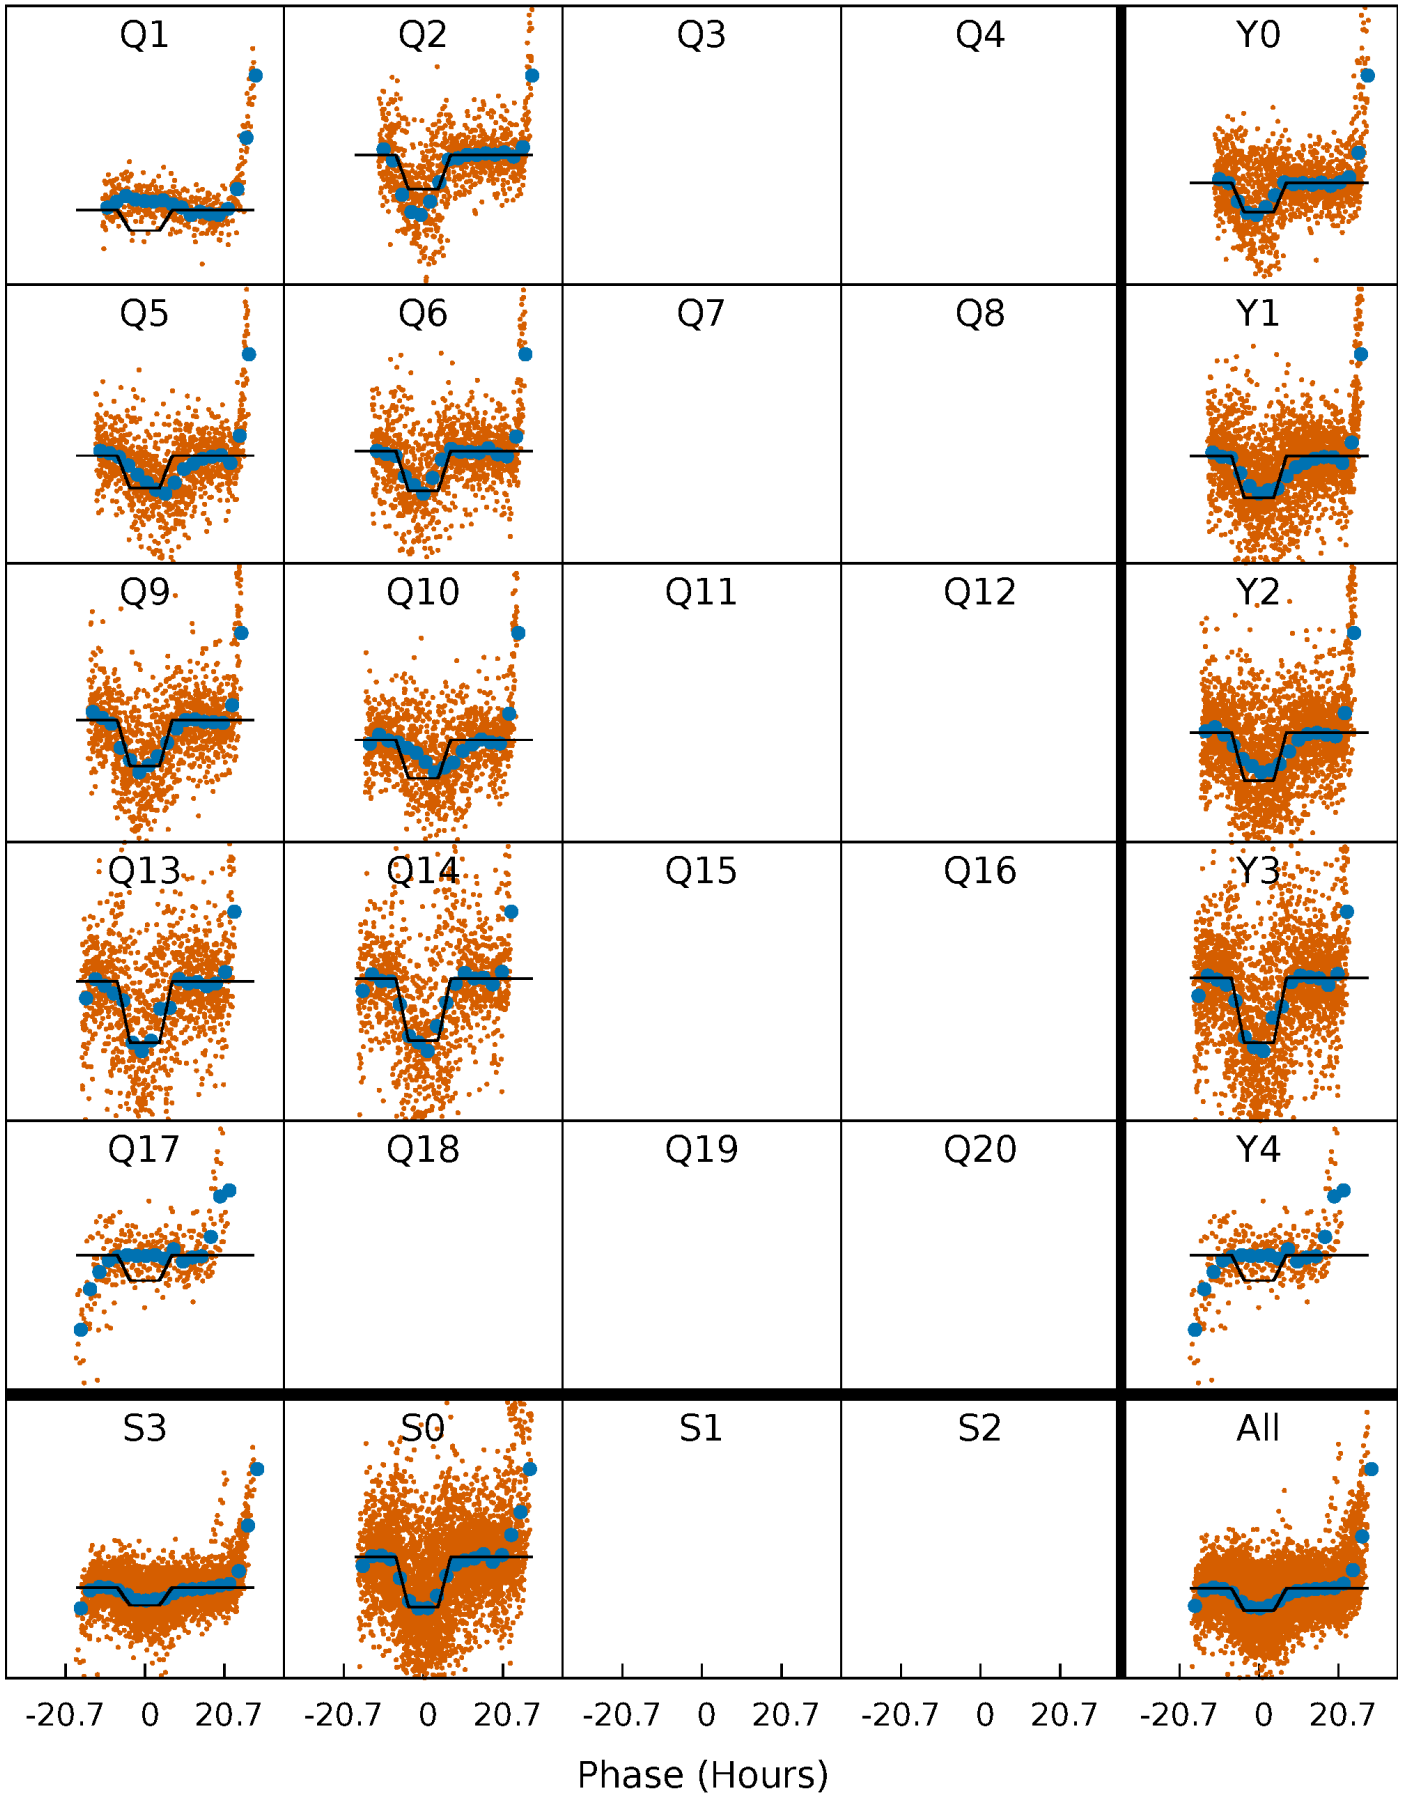 Q1 Q2 Q3 Q4 Y0
Q5 Q6 Q7 Q8 Y1
Q9 Q10 Q11 Q12 Y2
Q13 Q14 Q15 Q16 Y3
Q17 Q18 Q19 Q20 Y4
S3 S0 S1 S2 All
-20.7 0 20.7 -20.7 0 20.7 -20.7 0 20.7 -20.7 0 20.7 -20.7 0 20.7
Phase (Hours)